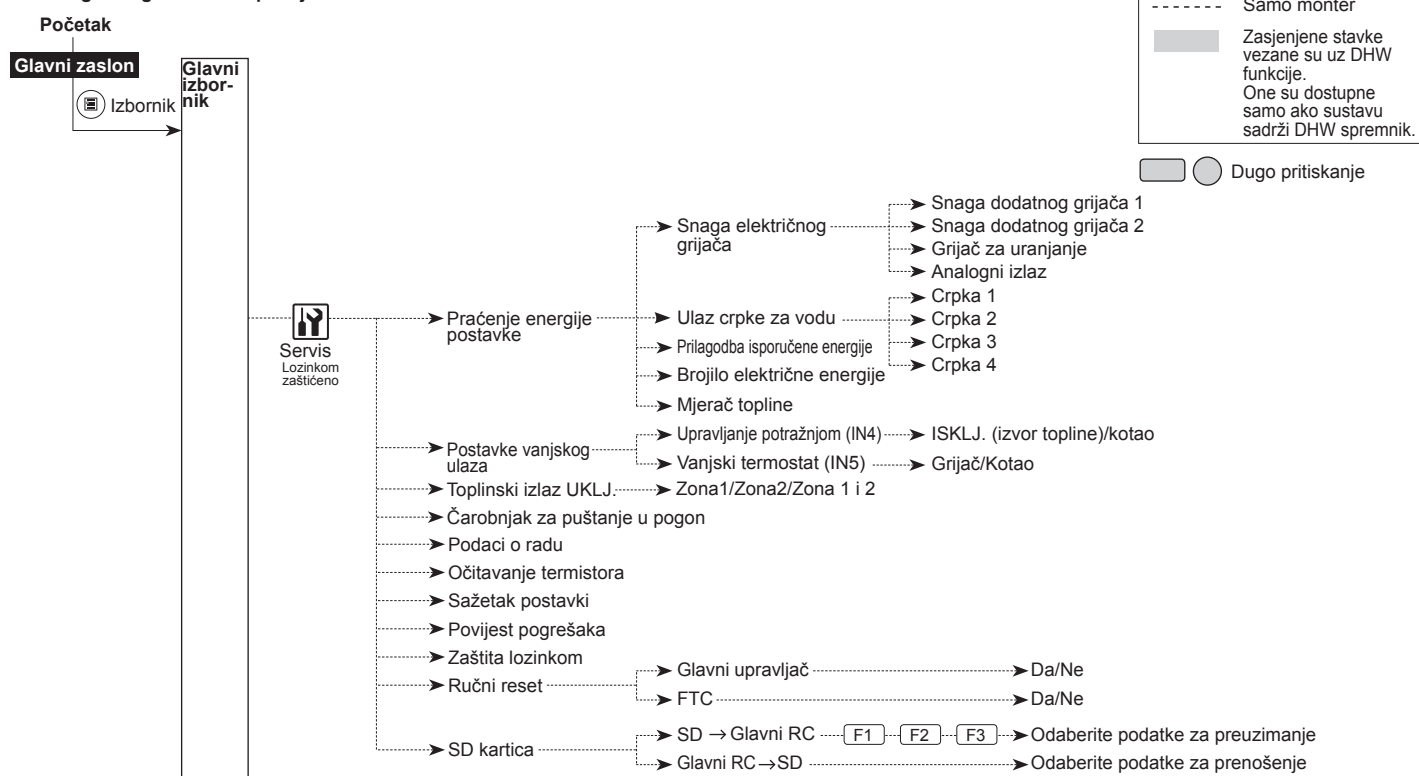 Početak
Glavni zaslon
Izbornik
Glavni
izbor-
nik
Samo monter
Zasjenjene stavke
vezane su uz DHW
funkcije.
One su dostupne
samo ako sustavu
sadrži DHW spremnik.
Dugo pritiskanje
Servis
Lozinkom
zaštićeno
Praćenje energije
postavke
Snaga električnog
grijača
Snaga dodatnog grijača 1
Snaga dodatnog grijača 2
Grijač za uranjanje
Analogni izlaz
Ulaz crpke za vodu
Crpka 1
Crpka 2
Crpka 3
Crpka 4
Prilagodba isporučene energije
Brojilo električne energije
Mjerač topline
Postavke vanjskog
ulaza
Upravljanje potražnjom (IN4)
ISKLJ. (izvor topline)/kotao
Vanjski termostat (IN5)
Grijač/Kotao
Toplinski izlaz UKLJ.
Zona1/Zona2/Zona 1 i 2
Čarobnjak za puštanje u pogon
Podaci o radu
Očitavanje termistora
Sažetak postavki
Povijest pogrešaka
Zaštita lozinkom
Ručni reset
Glavni upravljač
Da/Ne
FTC
Da/Ne
SD kartica
SD → Glavni RC
F1
F2
F3
Odaberite podatke za preuzimanje
Glavni RC→SD
Odaberite podatke za prenošenje